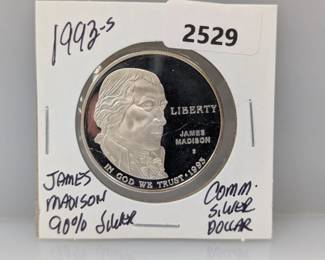 1993-S
2529
LIBERTY
JAMES
MADISON
S
IN GOD WE TRUST · 1993
JAMES
MADISON
90% Silver
Comm.
Silver
Dollar